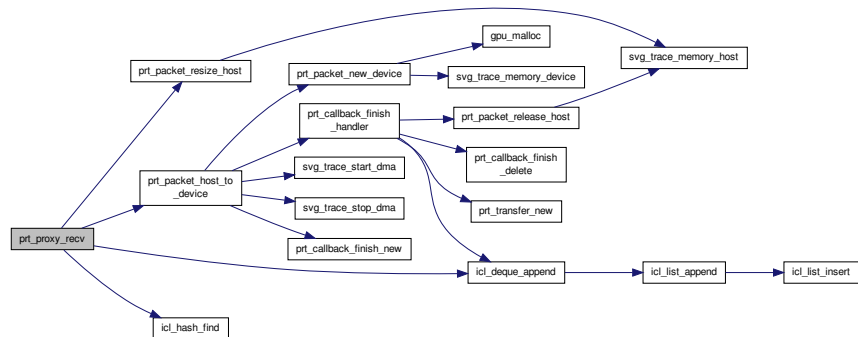 gpu_malloc
svg_trace_memory_host
prt_packet_resize_host
prt_packet_new_device
svg_trace_memory_device
prt_callback_finish
_handler
prt_packet_release_host
prt_callback_finish
_delete
svg_trace_start_dma
prt_packet_host_to
_device
svg_trace_stop_dma
prt_transfer_new
prt_proxy_recv
prt_callback_finish_new
icl_deque_append
icl_list_append
icl_list_insert
icl_hash_find